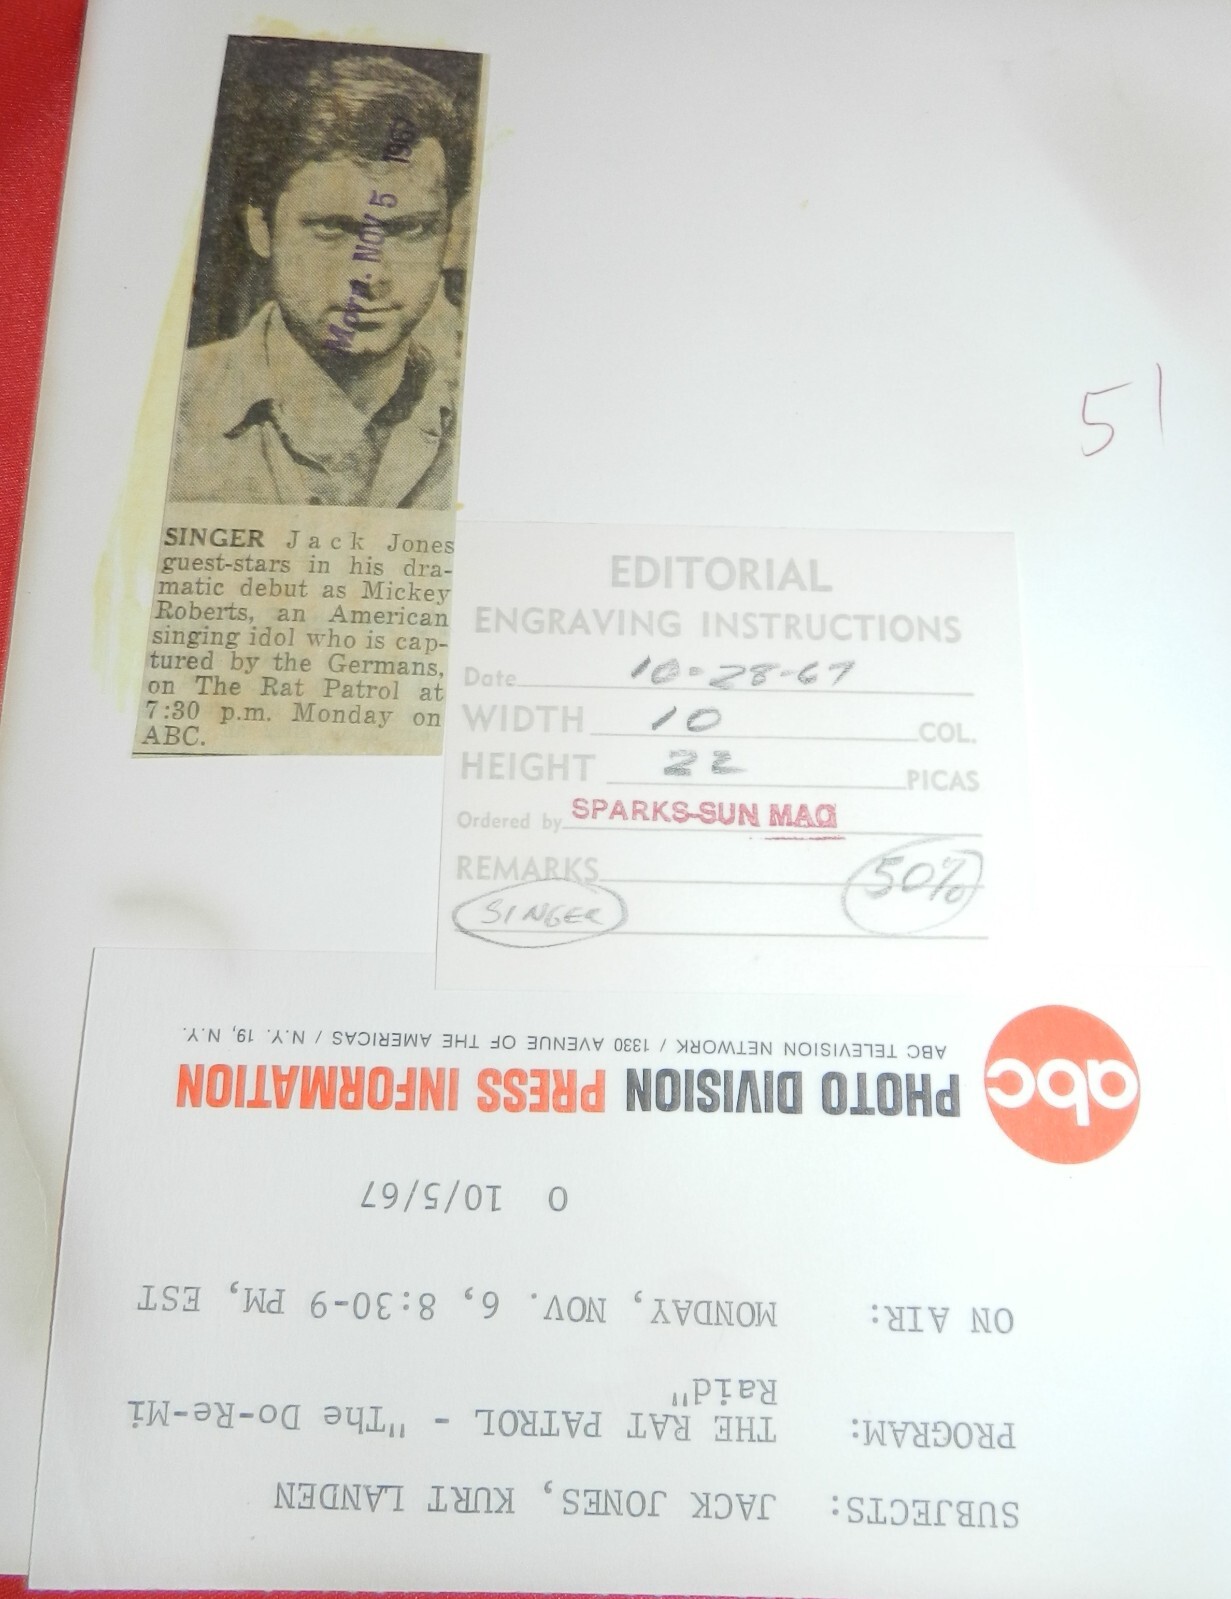 Morn. NOV 5 1967
51
SINGER Jack Jones
guest-stars in his dra-
matic debut as Mickey
Roberts, an American
singing idol who is cap-
tured by the Germans,
on The Rat Patrol at
7:30 p.m. Monday on
ABC.
EDITORIAL
ENGRAVING INSTRUCTIONS
Date 10-28-67
WIDTH 10 COL.
HEIGHT 22 PICAS
Ordered by SPARKS-SUN MAG
REMARKS 50%
SINGER
abc
PHOTO DIVISION PRESS INFORMATION
ABC TELEVISION NETWORK / 1330 AVENUE OF THE AMERICAS / N.Y. 19, N.Y.
O 10/5/67
ON AIR: MONDAY, NOV. 6, 8:30-9 PM, EST
PROGRAM: THE RAT PATROL - "The Do-Re-Mi
Raid"
SUBJECTS: JACK JONES, KURT LANDEN